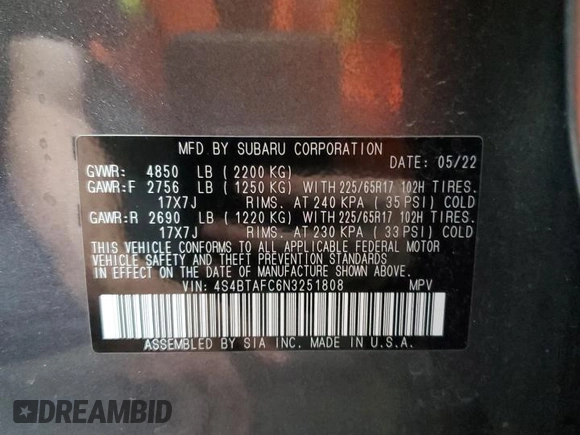 MFD BY SUBARU CORPORATION
GVWR: 4850 LB (2200 KG) DATE: 05/22
GAWR:F 2756 LB (1250 KG) WITH 225/65R17 102H TIRES.
17X7J RIMS. AT 240 KPA ( 35 PSI) COLD
GAWR:R 2690 LB (1220 KG) WITH 225/65R17 102H TIRES.
17X7J RIMS. AT 230 KPA ( 33 PSI) COLD
THIS VEHICLE CONFORMS TO ALL APPLICABLE FEDERAL MOTOR
VEHICLE SAFETY AND THEFT PREVENTION STANDARDS
IN EFFECT ON THE DATE OF MANUFACTURE SHOWN ABOVE.
VIN: 4S4BTAFC6N3251808 MPV
ASSEMBLED BY SIA INC. IN U.S.A.
DREAMBID